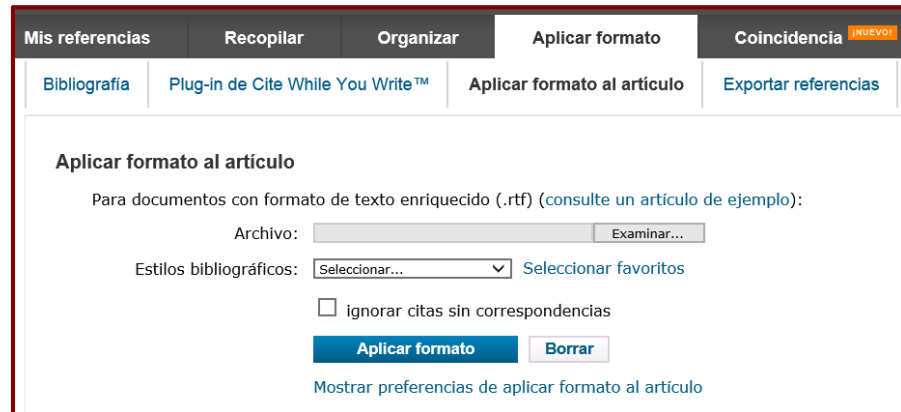 Mis referencias Recopilar Organizar Aplicar formato Coincidencia ¡NUEVO!
Bibliografía Plug-in de Cite While You Write™ Aplicar formato al artículo Exportar referencias
Aplicar formato al artículo
Para documentos con formato de texto enriquecido (.rtf) (consulte un artículo de ejemplo):
Archivo: Examinar...
Estilos bibliográficos: Seleccionar... Seleccionar favoritos
ignorar citas sin correspondencias
Aplicar formato Borrar
Mostrar preferencias de aplicar formato al artículo